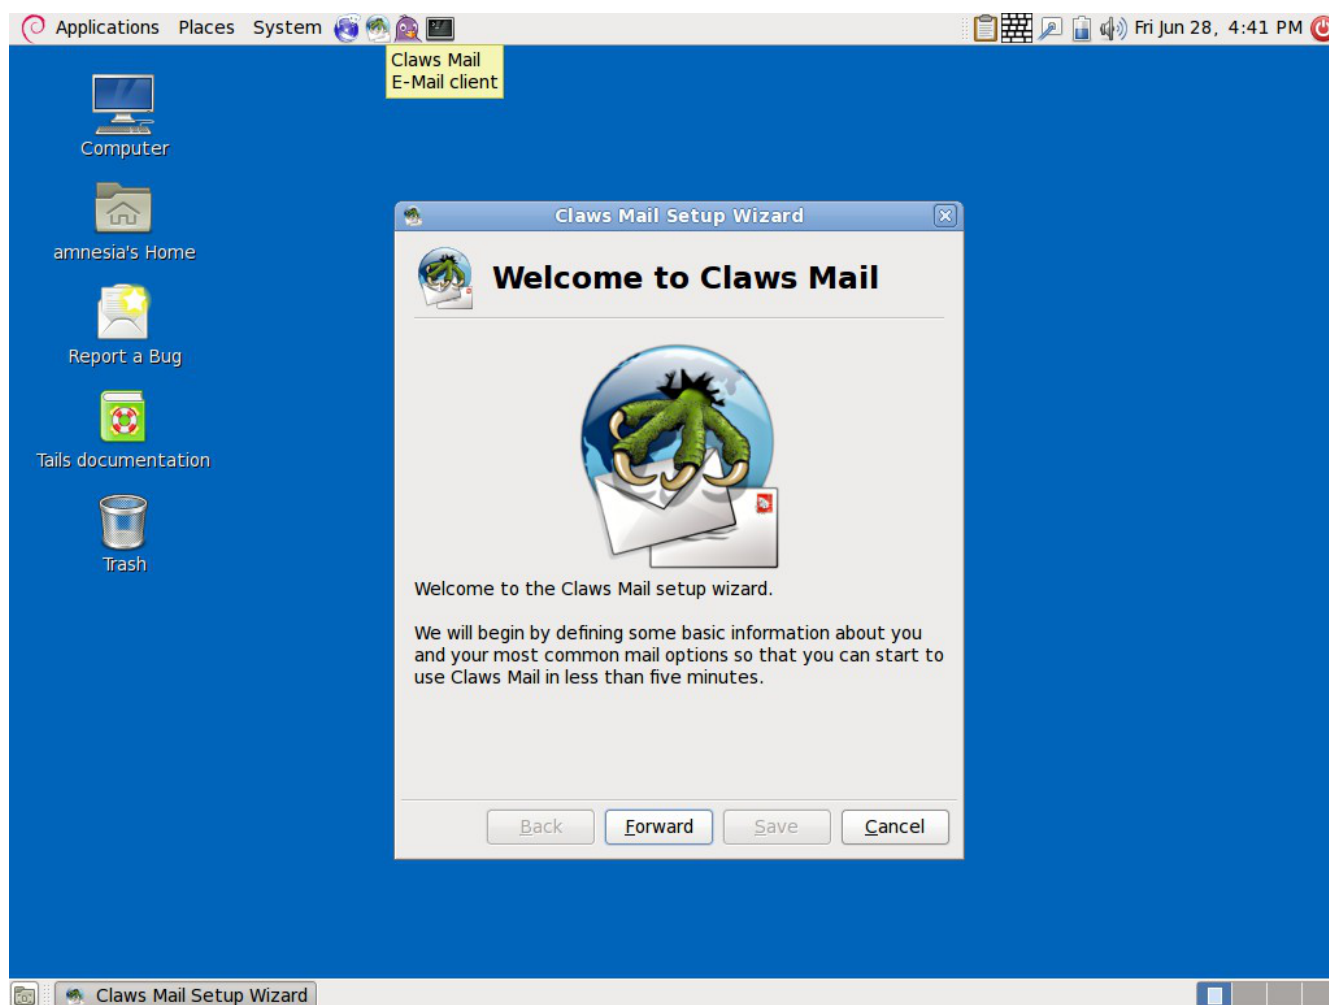 Applications Places System Fri Jun 28, 4:41 PM
Claws Mail
E-Mail client
Computer
amnesia's Home
Report a Bug
Tails documentation
Trash
Claws Mail Setup Wizard
Welcome to Claws Mail
Welcome to the Claws Mail setup wizard.
We will begin by defining some basic information about you
and your most common mail options so that you can start to
use Claws Mail in less than five minutes.
Back Forward Save Cancel
Claws Mail Setup Wizard